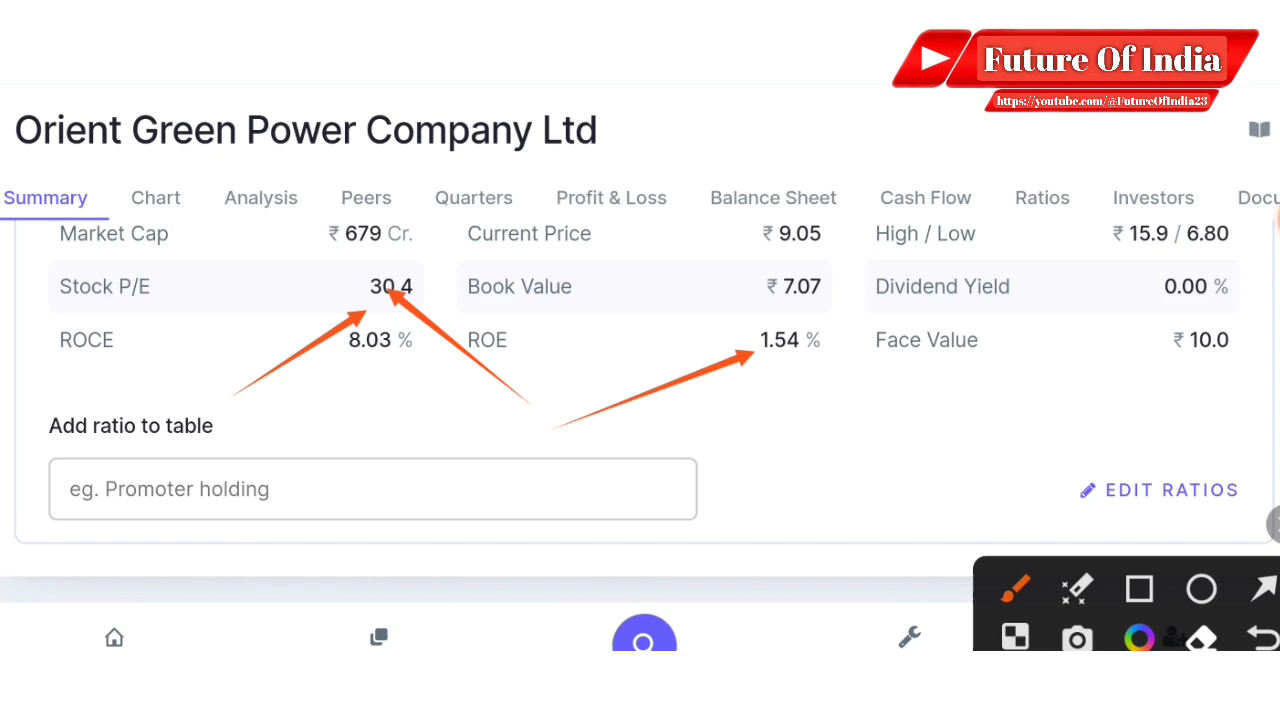 Future Of India
https://youtube.com/@FutureOfIndia23
Orient Green Power Company Ltd
Summary Chart Analysis Peers Quarters Profit & Loss Balance Sheet Cash Flow Ratios Investors Docu
Market Cap ₹ 679 Cr. Current Price ₹ 9.05 High / Low ₹ 15.9 / 6.80
Stock P/E 30.4 Book Value ₹ 7.07 Dividend Yield 0.00 %
ROCE 8.03 % ROE 1.54 % Face Value ₹ 10.0
Add ratio to table
eg. Promoter holding
EDIT RATIOS